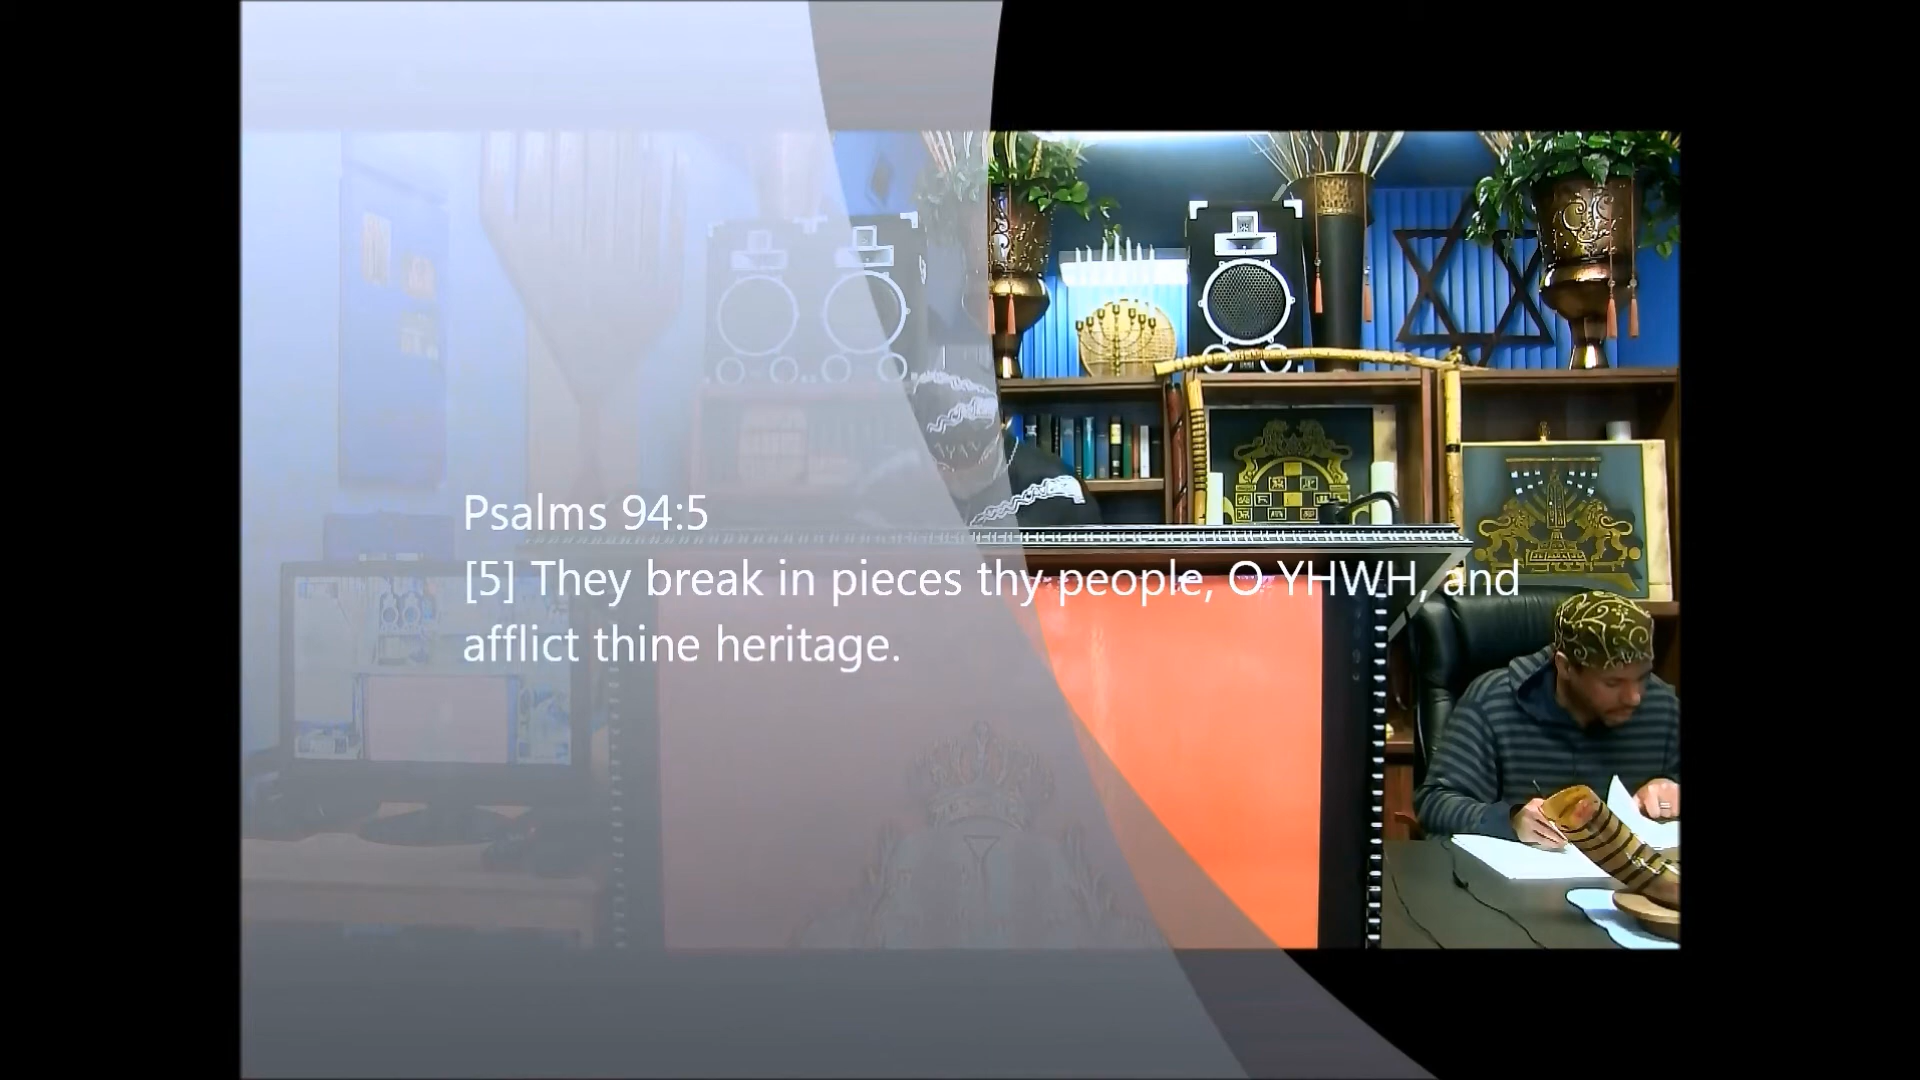 Psalms 94:5
[5] They break in pieces thy people, O YHWH, and
afflict thine heritage.